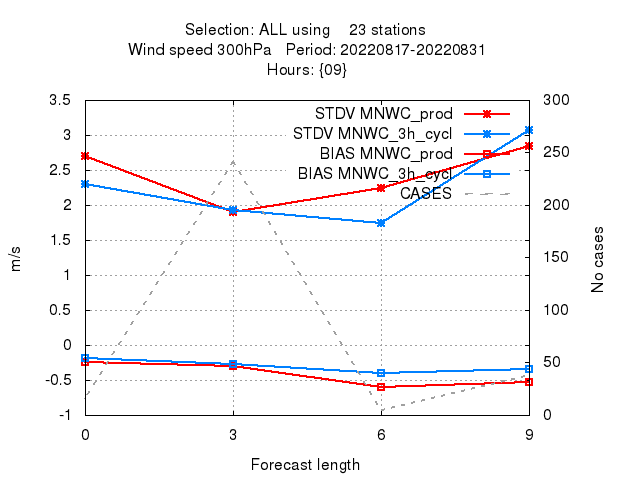 Selection: ALL using 23 stations
Wind speed 300hPa Period: 20220817-20220831
Hours: {09}
3.5
3
2.5
2
1.5
1
0.5
0
-0.5
-1
m/s
STDV MNWC_prod
STDV MNWC_3h_cycl
BIAS MNWC_prod
BIAS MNWC_3h_cycl
CASES
300
250
200
150
100
50
0
No cases
0 3 6 9
Forecast length